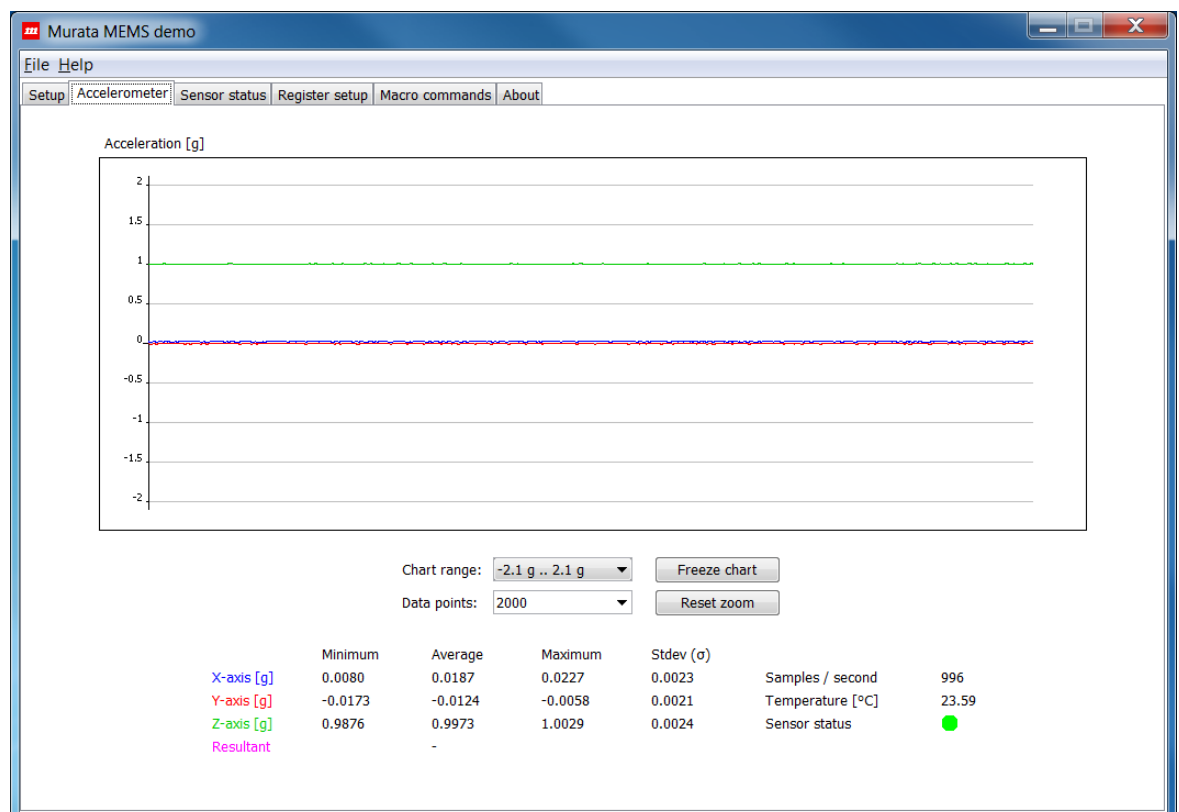 m Murata MEMS demo
File Help
Setup Accelerometer Sensor status Register setup Macro commands About
Acceleration [g]
2
1.5
1
0.5
0
-0.5
-1
-1.5
-2
Chart range: -2.1 g .. 2.1 g Freeze chart
Data points: 2000 Reset zoom
Minimum Average Maximum Stdev (σ)
X-axis [g] 0.0080 0.0187 0.0227 0.0023 Samples / second 996
Y-axis [g] -0.0173 -0.0124 -0.0058 0.0021 Temperature [°C] 23.59
Z-axis [g] 0.9876 0.9973 1.0029 0.0024 Sensor status
Resultant -